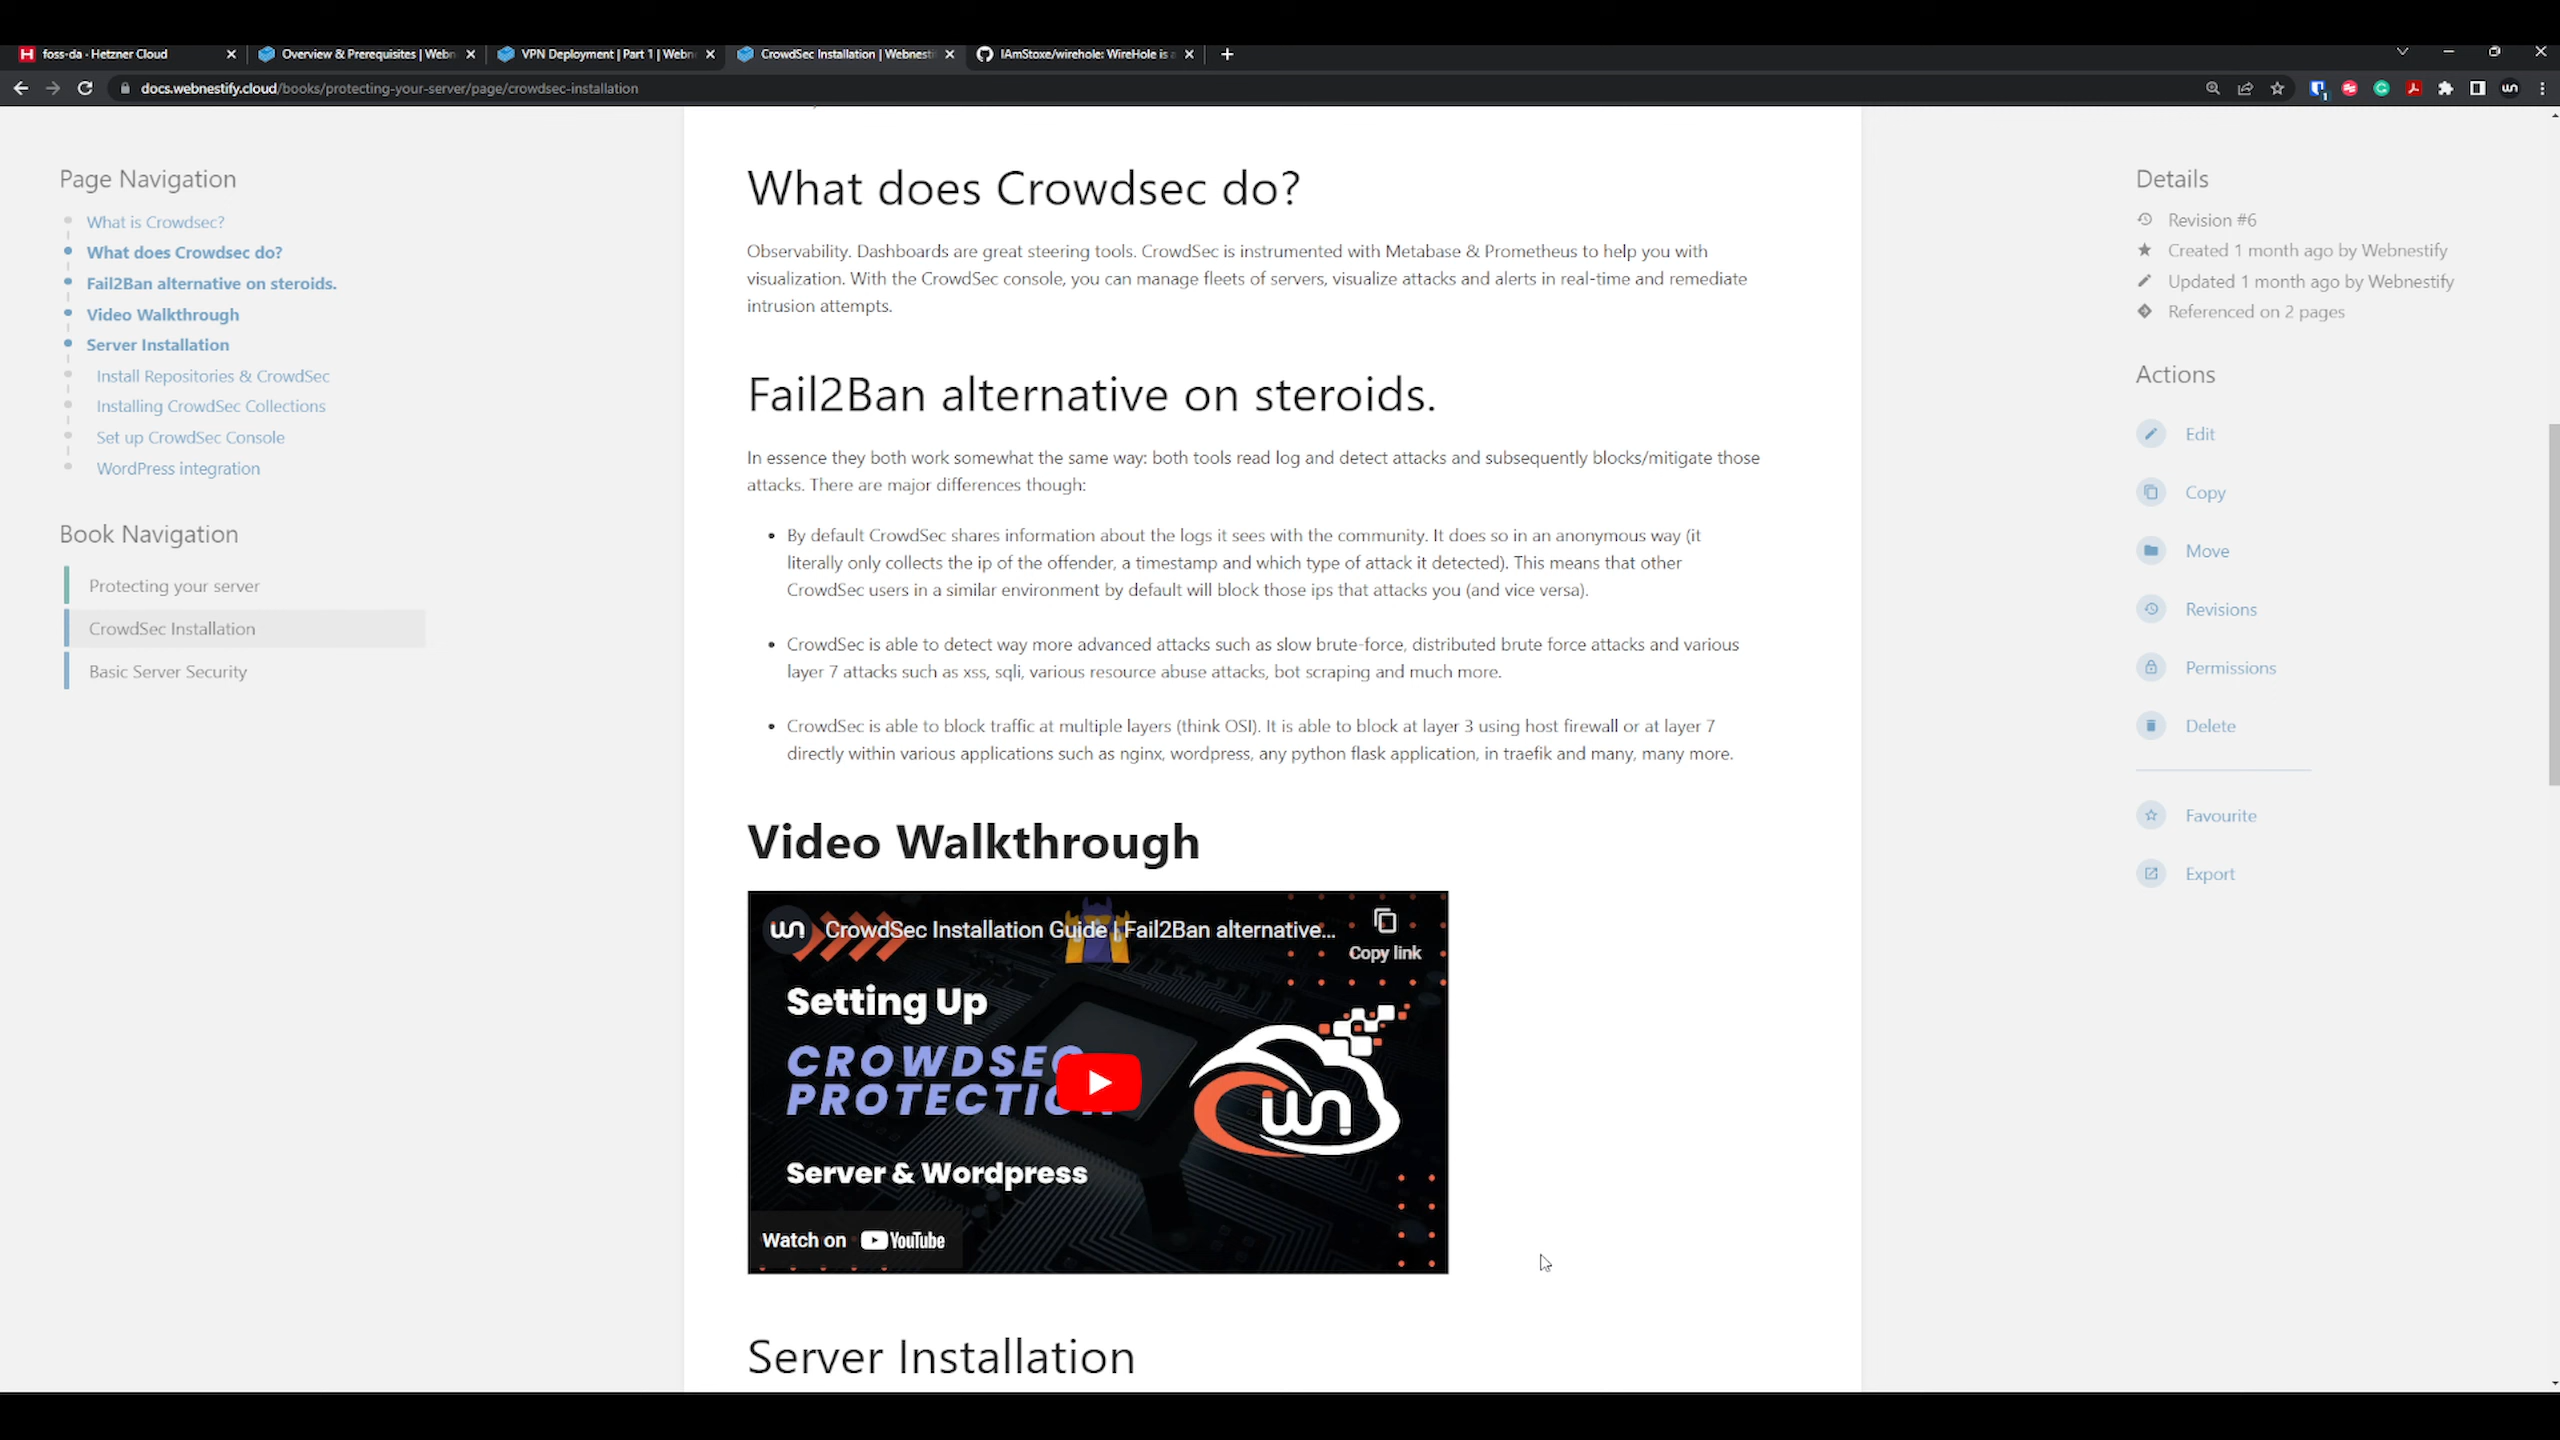 foss-da - Hetzner Cloud
Overview & Prerequisites | Webn
VPN Deployment | Part 1 | Webn
CrowdSec Installation | Webnesti
IAmStoxe/wirehole: WireHole is a
docs.webnestify.cloud/books/protecting-your-server/page/crowdsec-installation
Page Navigation
What is Crowdsec?
What does Crowdsec do?
Fail2Ban alternative on steroids.
Video Walkthrough
Server Installation
Install Repositories & CrowdSec
Installing CrowdSec Collections
Set up CrowdSec Console
WordPress integration
Book Navigation
Protecting your server
CrowdSec Installation
Basic Server Security
What does Crowdsec do?
Observability. Dashboards are great steering tools. CrowdSec is instrumented with Metabase & Prometheus to help you with
visualization. With the CrowdSec console, you can manage fleets of servers, visualize attacks and alerts in real-time and remediate
intrusion attempts.
Fail2Ban alternative on steroids.
In essence they both work somewhat the same way: both tools read log and detect attacks and subsequently blocks/mitigate those
attacks. There are major differences though:
By default CrowdSec shares information about the logs it sees with the community. It does so in an anonymous way (it
literally only collects the ip of the offender, a timestamp and which type of attack it detected). This means that other
CrowdSec users in a similar environment by default will block those ips that attacks you (and vice versa).
CrowdSec is able to detect way more advanced attacks such as slow brute-force, distributed brute force attacks and various
layer 7 attacks such as xss, sqli, various resource abuse attacks, bot scraping and much more.
CrowdSec is able to block traffic at multiple layers (think OSI). It is able to block at layer 3 using host firewall or at layer 7
directly within various applications such as nginx, wordpress, any python flask application, in traefik and many, many more.
Video Walkthrough
wn CrowdSec Installation Guide | Fail2Ban alternative...
Copy link
Setting Up
CROWDSEC
PROTECTION
wn
Server & Wordpress
Watch on YouTube
Server Installation
Details
Revision #6
Created 1 month ago by Webnestify
Updated 1 month ago by Webnestify
Referenced on 2 pages
Actions
Edit
Copy
Move
Revisions
Permissions
Delete
Favourite
Export